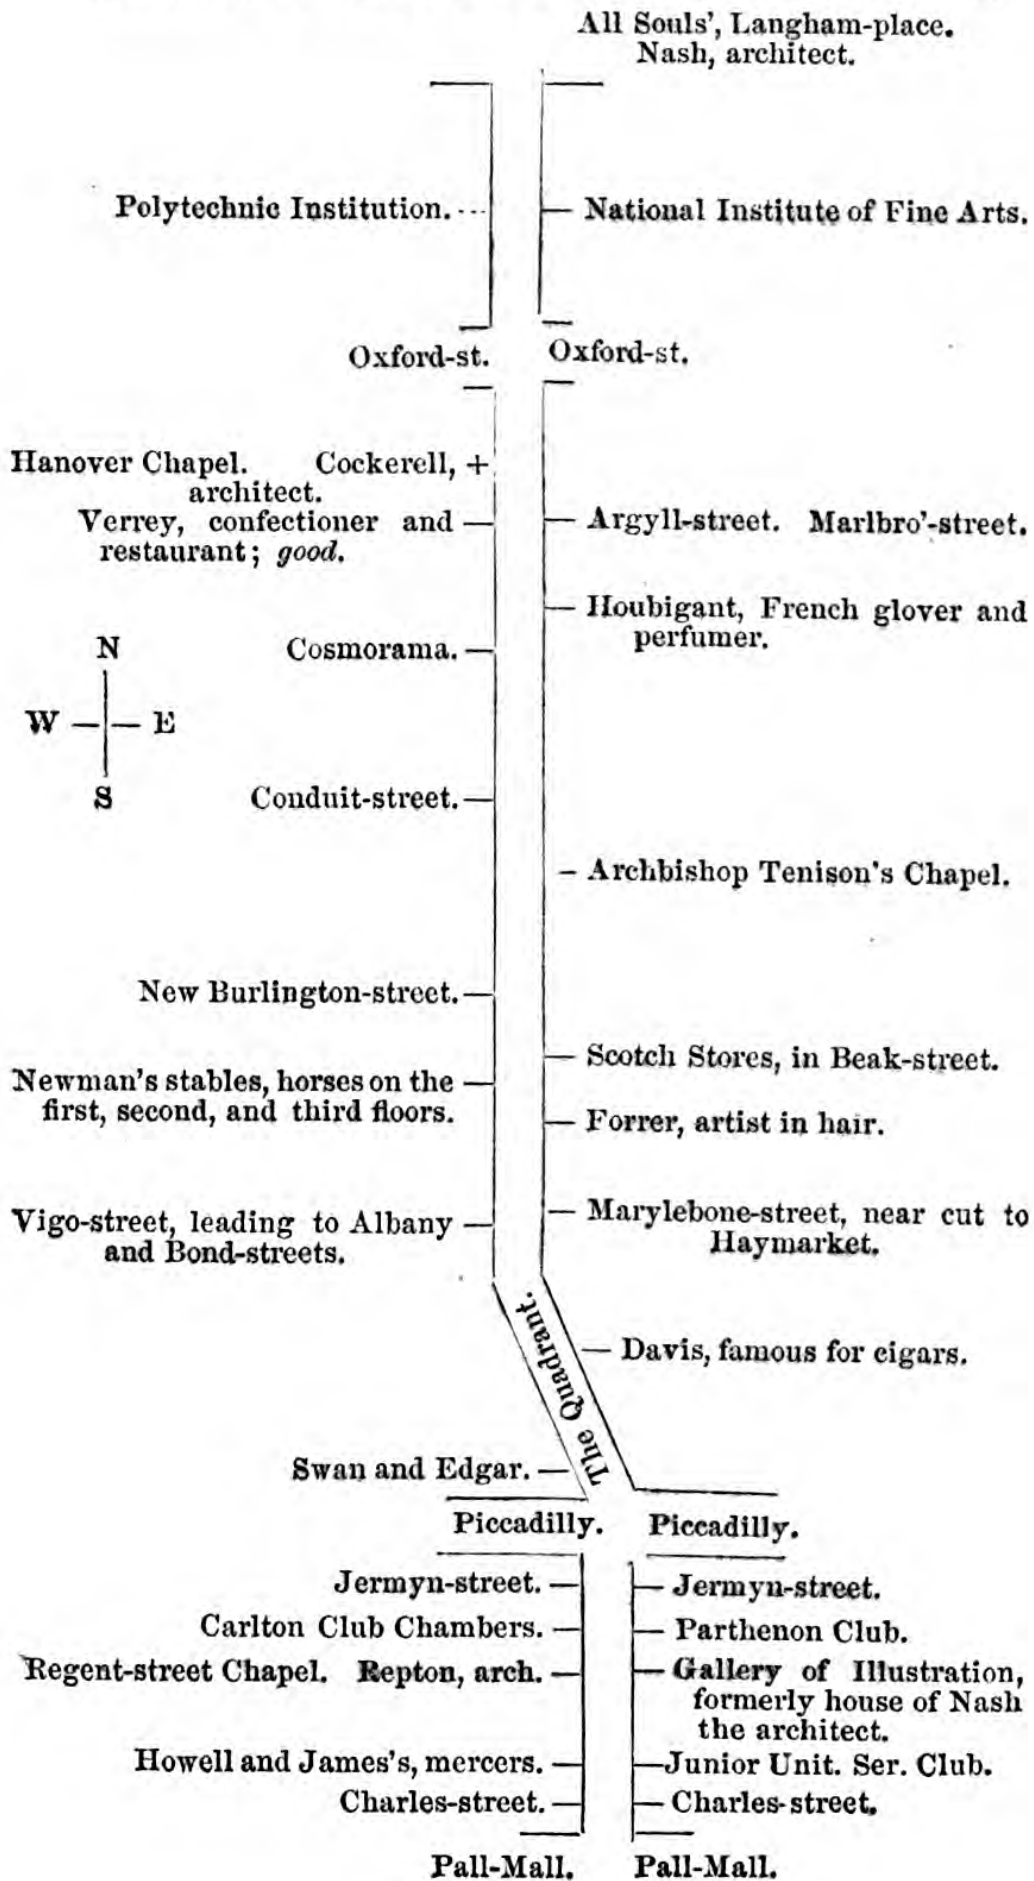 All Souls', Langham-place.
Nash, architect.
Polytechnic Institution.
National Institute of Fine Arts.
Oxford-st.
Oxford-st.
Hanover Chapel. Cockerell, +
architect.
Verrey, confectioner and
restaurant; good.
Argyll-street. Marlbro'-street.
Houbigant, French glover and
perfumer.
Cosmorama.
N
W E
S
Conduit-street.
Archbishop Tenison's Chapel.
New Burlington-street.
Scotch Stores, in Beak-street.
Newman's stables, horses on the
first, second, and third floors.
Forrer, artist in hair.
Vigo-street, leading to Albany
and Bond-streets.
Marylebone-street, near cut to
Haymarket.
The Quadrant.
Davis, famous for cigars.
Swan and Edgar.
Piccadilly.
Piccadilly.
Jermyn-street.
Jermyn-street.
Carlton Club Chambers.
Parthenon Club.
Regent-street Chapel. Repton, arch.
Gallery of Illustration,
formerly house of Nash
the architect.
Howell and James's, mercers.
Junior Unit. Ser. Club.
Charles-street.
Charles-street.
Pall-Mall.
Pall-Mall.